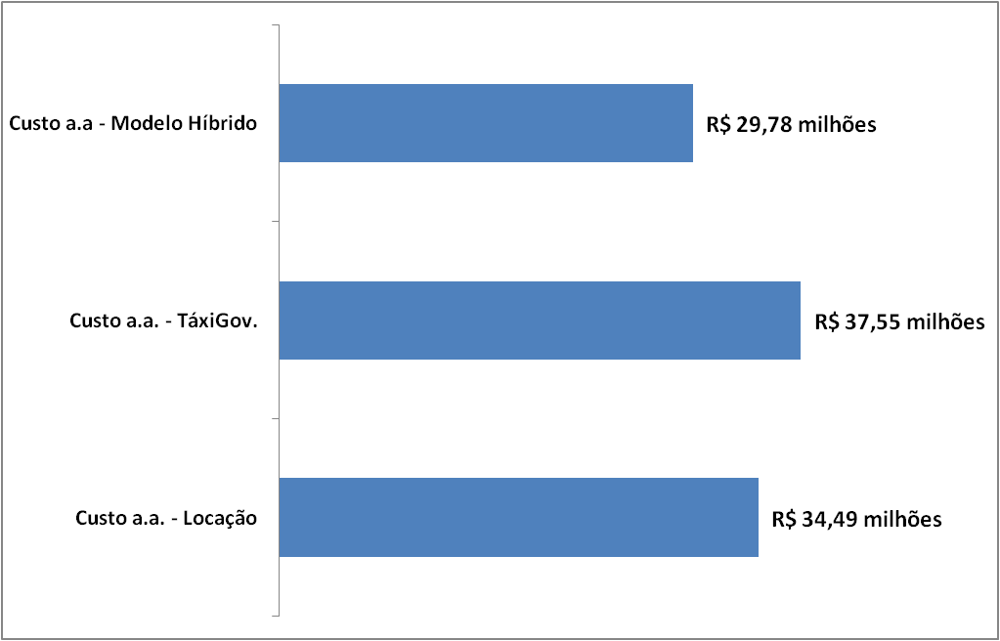 Custo a.a - Modelo Híbrido
R$ 29,78 milhões
Custo a.a. - TáxiGov.
R$ 37,55 milhões
Custo a.a. - Locação
R$ 34,49 milhões